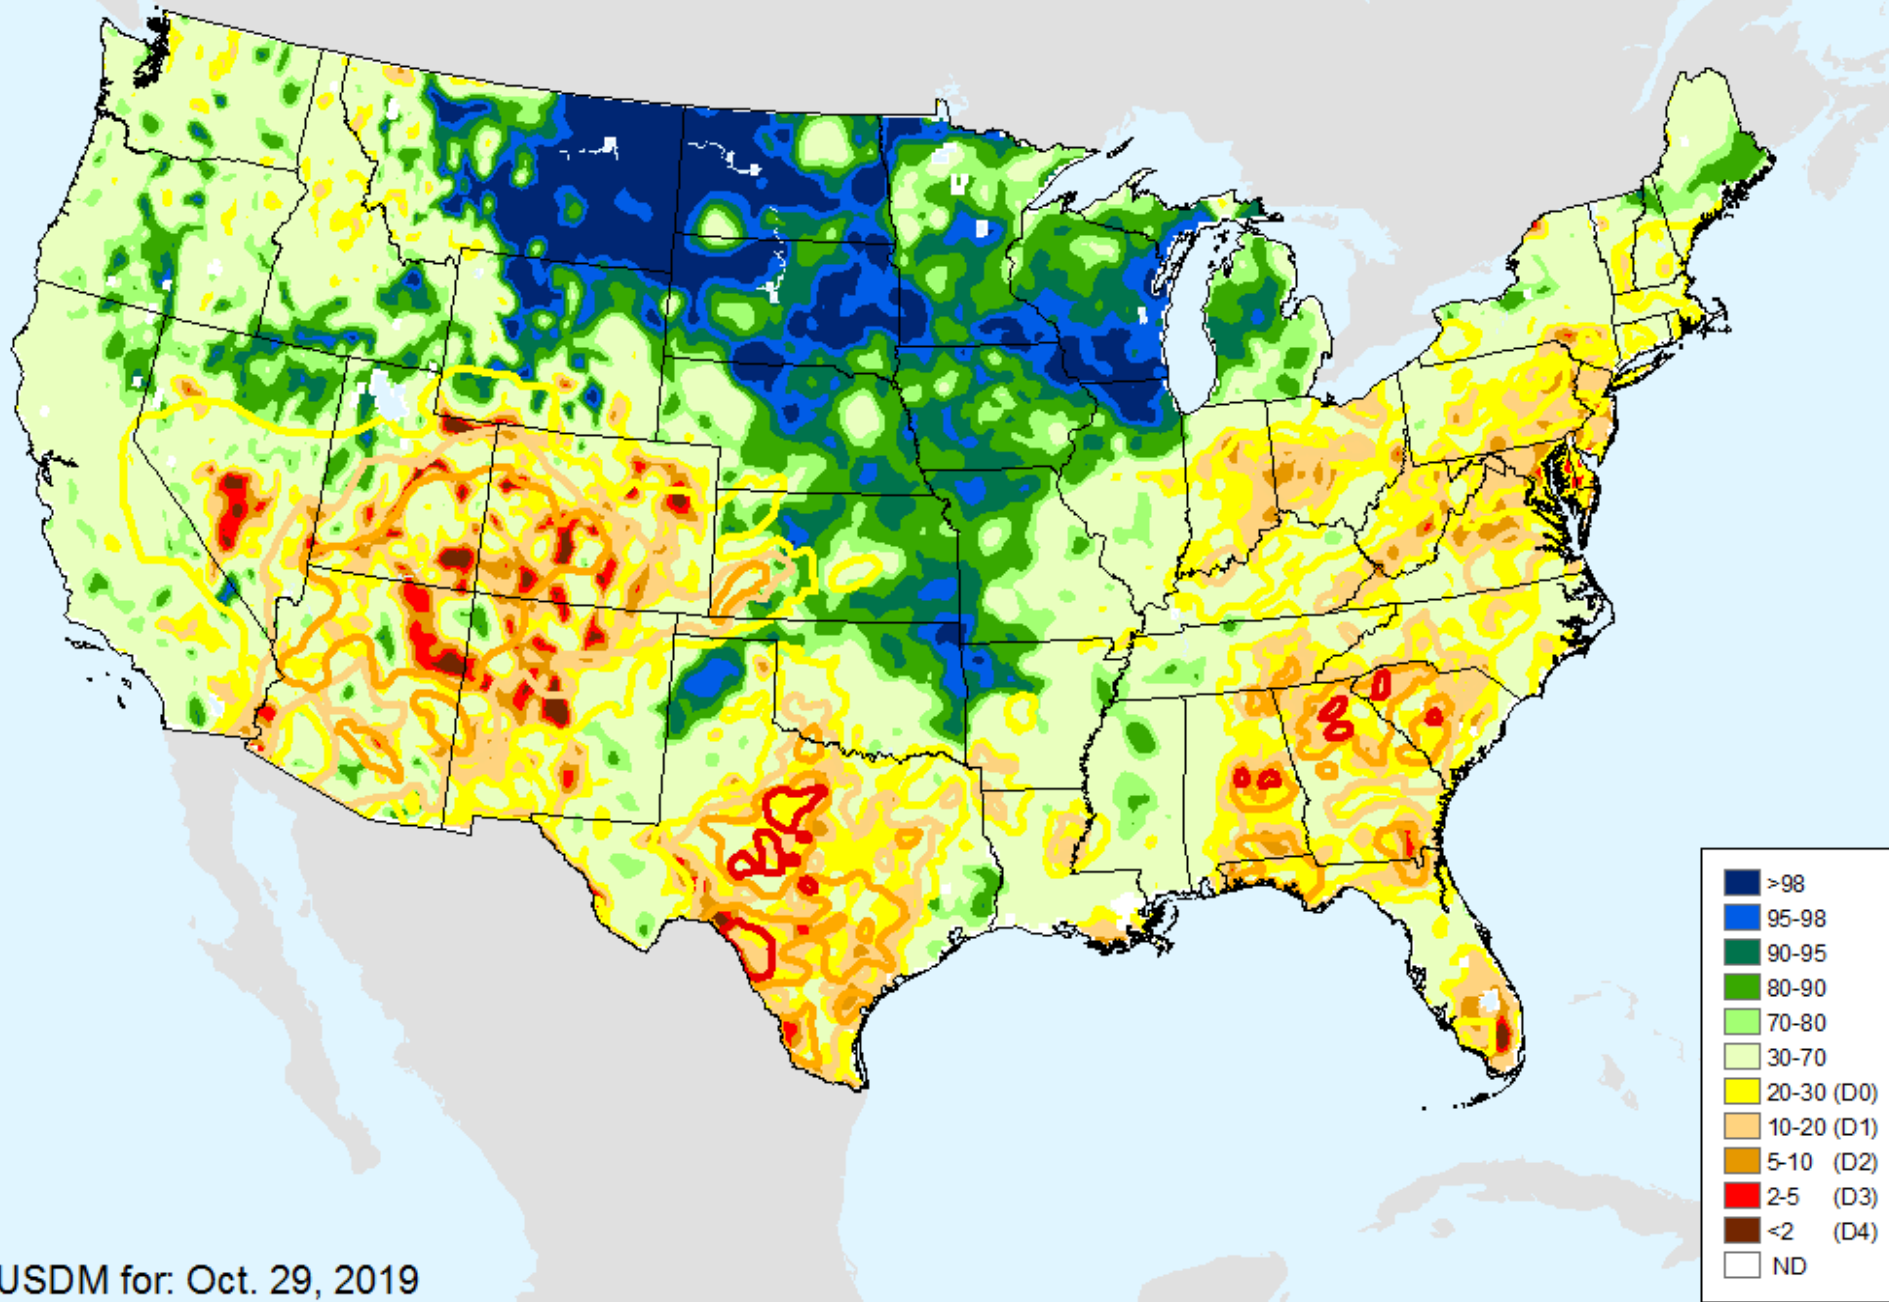 >98
95-98
90-95
80-90
70-80
30-70
20-30 (D0)
10-20 (D1)
5-10 (D2)
2-5 (D3)
<2 (D4)
ND
USDM for: Oct. 29, 2019